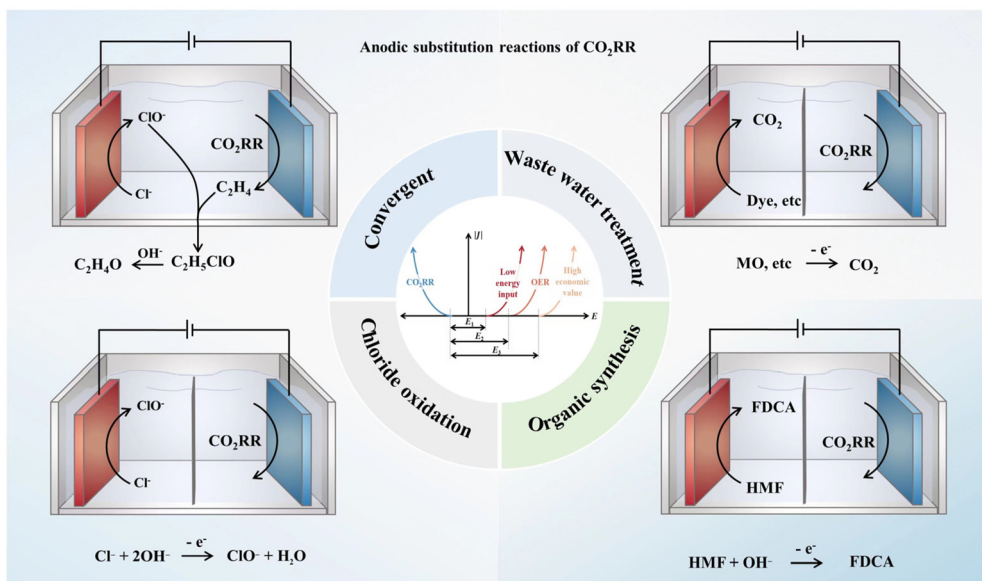 Anodic substitution reactions of CO₂RR
ClO⁻
Cl⁻
CO₂RR
C₂H₄
C₂H₄O
OH⁻
C₂H₅ClO
CO₂
Dye, etc
CO₂RR
MO, etc
- e⁻
CO₂
Convergent
Waste water treatment
Chloride oxidation
Organic synthesis
|J|
CO₂RR
Low
energy
input
OER
High
economic
value
E
E₁
E₂
E₃
ClO⁻
Cl⁻
CO₂RR
Cl⁻ + 2OH⁻ - e⁻ ClO⁻ + H₂O
FDCA
HMF
CO₂RR
HMF + OH⁻ - e⁻ FDCA